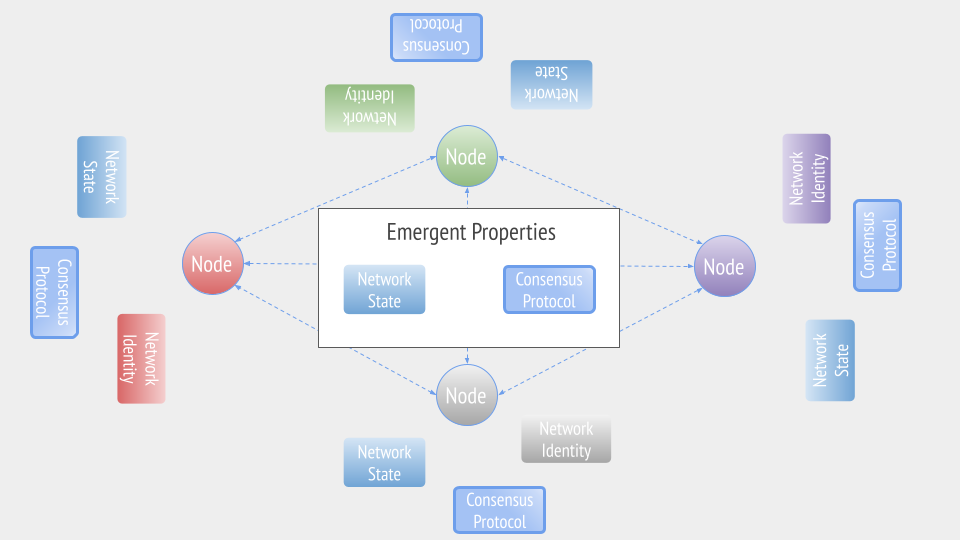 Consensus
Protocol
Network
State
Network
Identity
Node
Network
State
Network
Identity
Emergent Properties
Consensus
Protocol
Node
Network
State
Consensus
Protocol
Node
Consensus
Protocol
Network
Identity
Network
State
Node
Network
Identity
Network
State
Consensus
Protocol